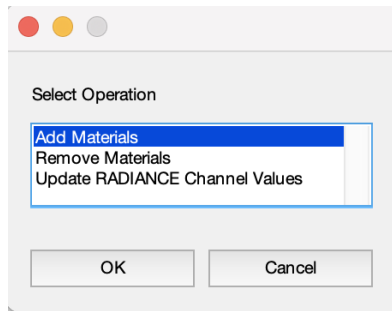 Select Operation
Add Materials
Remove Materials
Update RADIANCE Channel Values
OK
Cancel